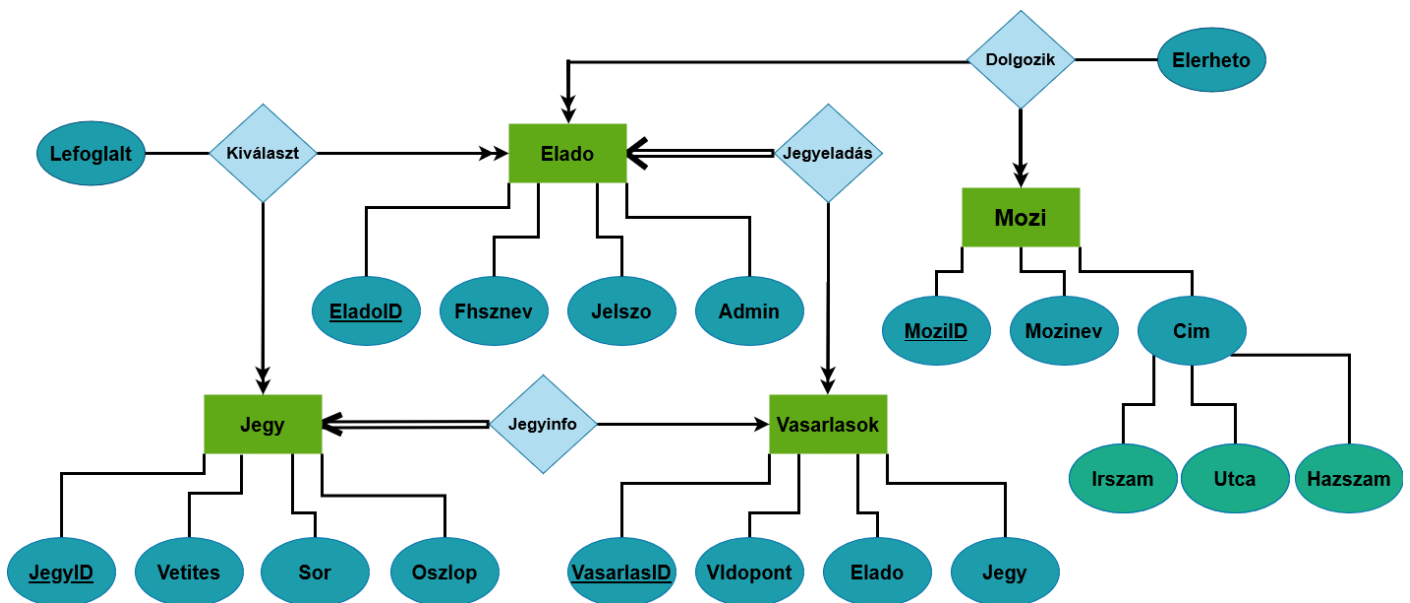 Dolgozik
Elerheto
Lefoglalt
Kiválaszt
Elado
Jegyeladás
Mozi
EladoID
Fhsznev
Jelszo
Admin
MoziID
Mozinev
Cim
Jegy
Jegyinfo
Vasarlasok
Irszam
Utca
Hazszam
JegyID
Vetites
Sor
Oszlop
VasarlasID
VIdopont
Elado
Jegy